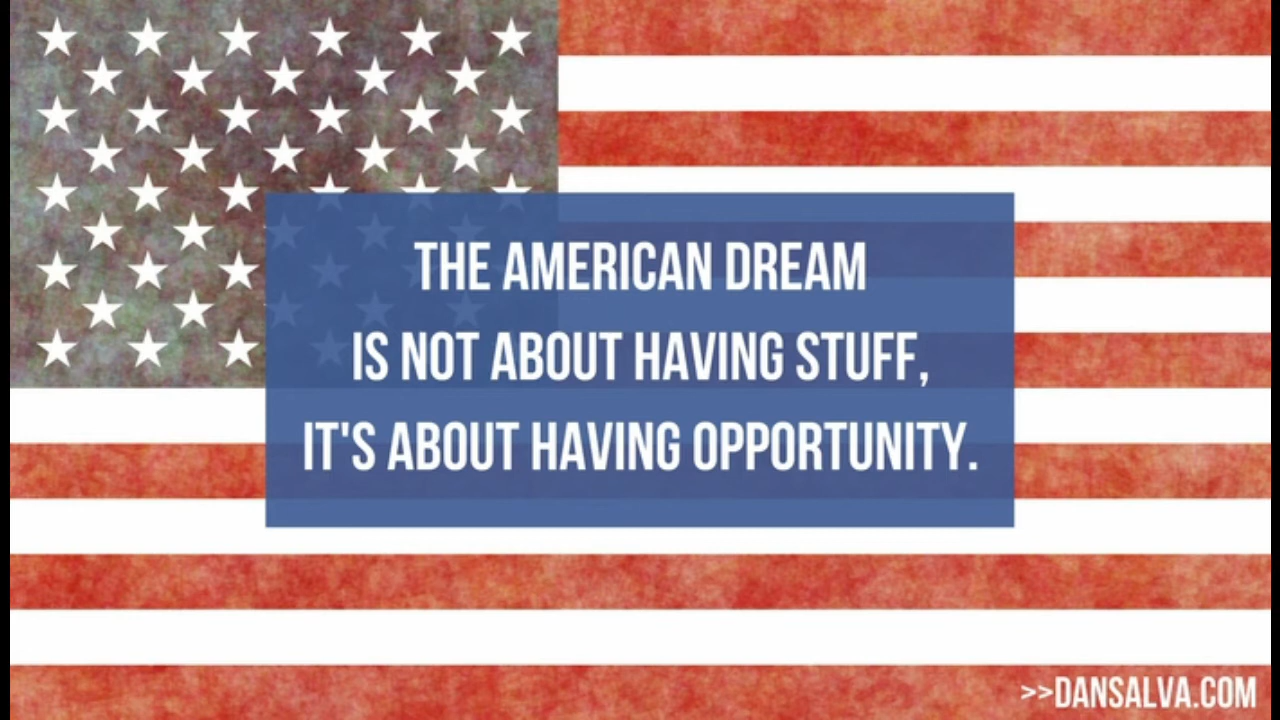 THE AMERICAN DREAM
IS NOT ABOUT HAVING STUFF,
IT'S ABOUT HAVING OPPORTUNITY.
>>DANSALVA.COM